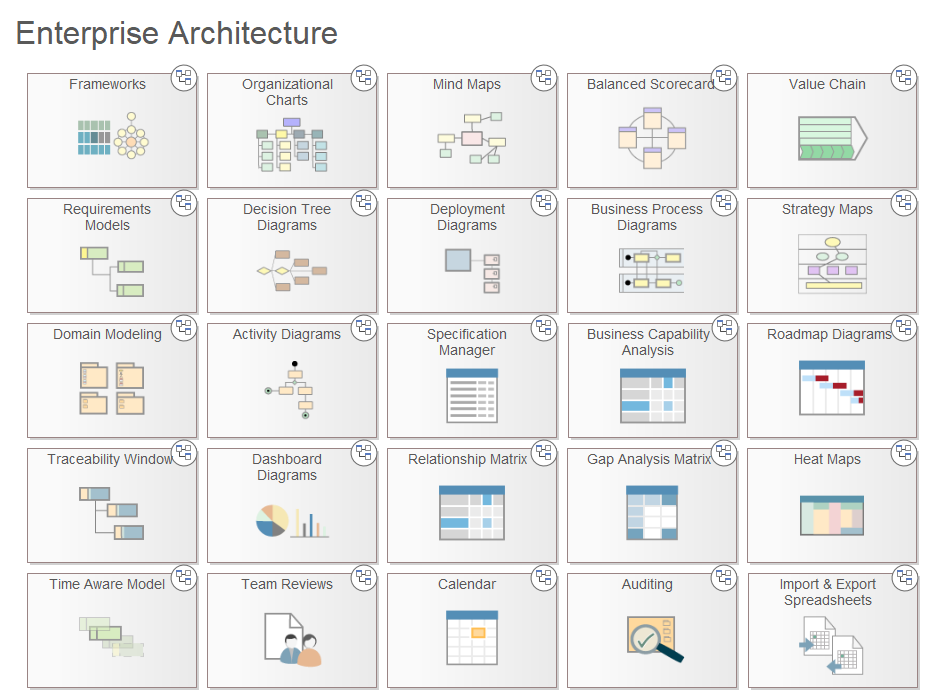 Enterprise Architecture
Frameworks
Organizational
Charts
Mind Maps
Balanced Scorecard
Value Chain
Requirements
Models
Decision Tree
Diagrams
Deployment
Diagrams
Business Process
Diagrams
Strategy Maps
Domain Modeling
Activity Diagrams
Specification
Manager
Business Capability
Analysis
Roadmap Diagrams
Traceability Window
Dashboard
Diagrams
Relationship Matrix
Gap Analysis Matrix
Heat Maps
Time Aware Model
Team Reviews
Calendar
Auditing
Import & Export
Spreadsheets